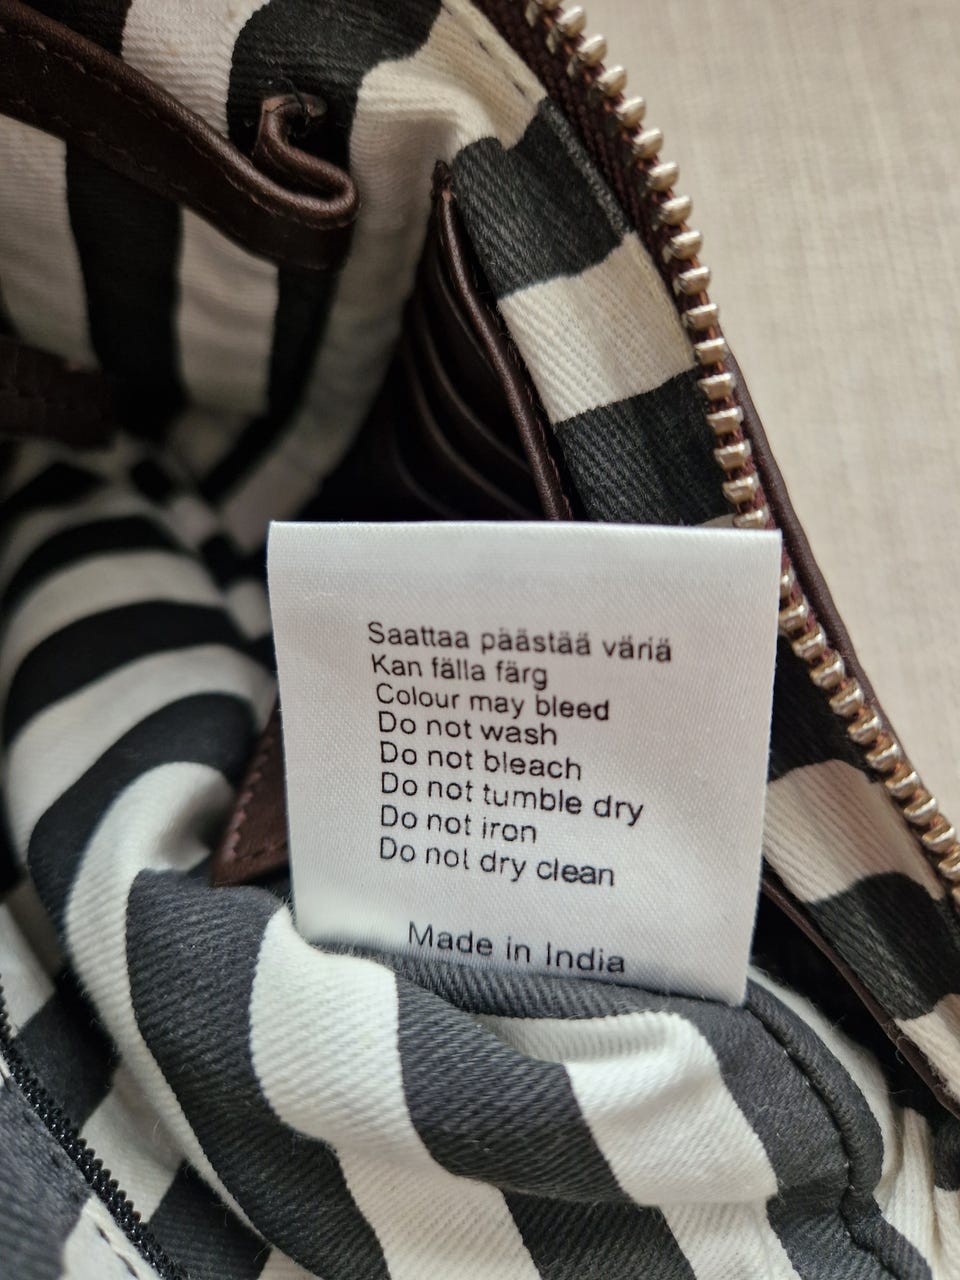 Saattaa päästää väriä
Kan fälla färg
Colour may bleed
Do not wash
Do not bleach
Do not tumble dry
Do not iron
Do not dry clean
Made in India